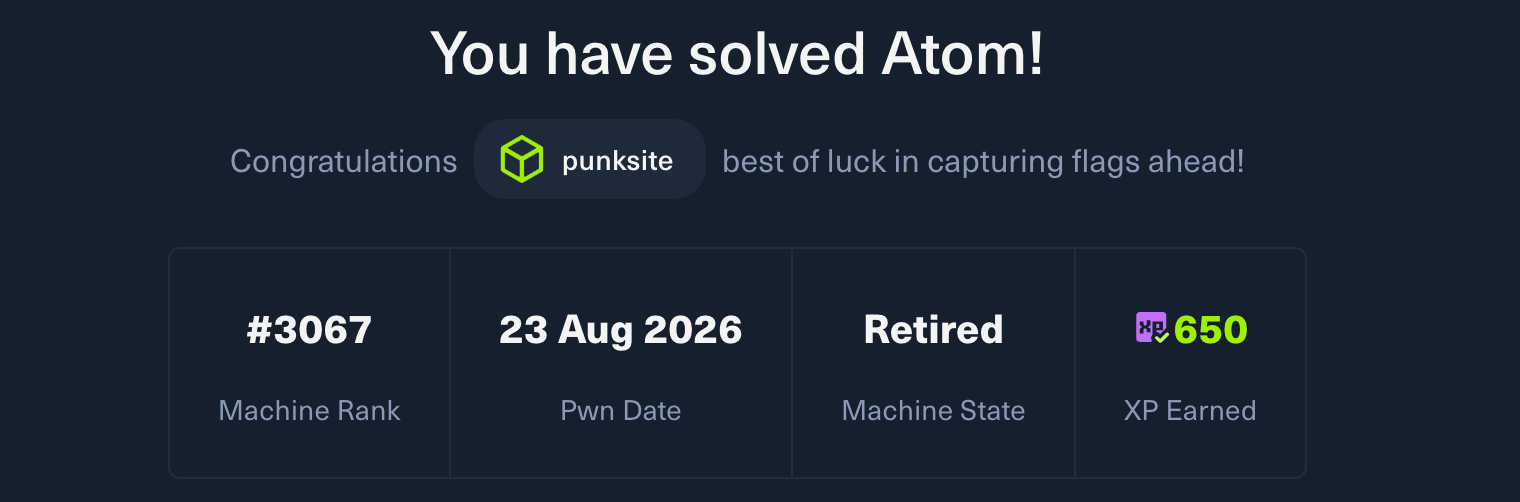 You have solved Atom!
Congratulations punksite best of luck in capturing flags ahead!
#3067 23 Aug 2026 Retired XP 650
Machine Rank Pwn Date Machine State XP Earned